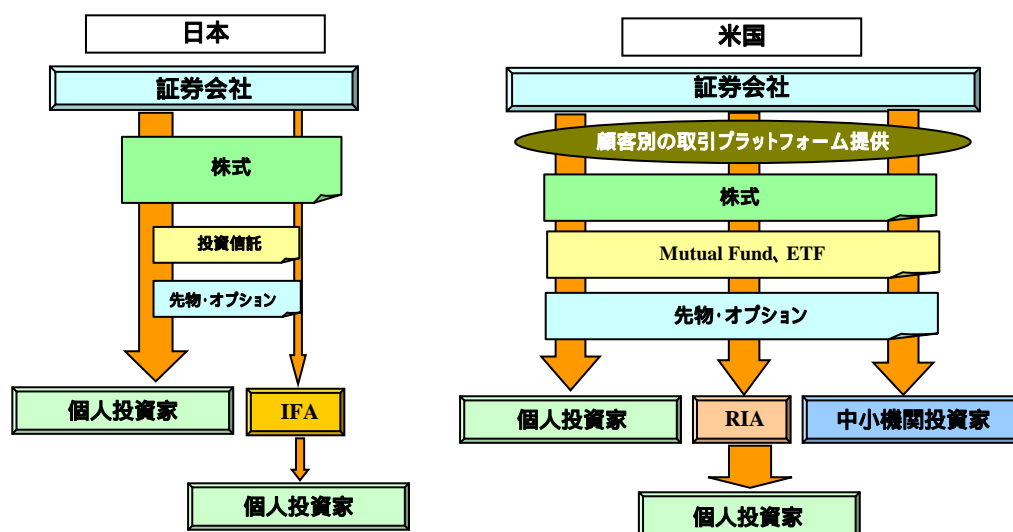 日本
証券会社
株式
投資信託
先物・オプション
個人投資家
IFA
個人投資家
米国
証券会社
顧客別の取引プラットフォーム提供
株式
Mutual Fund、ETF
先物・オプション
個人投資家
RIA
中小機関投資家
個人投資家